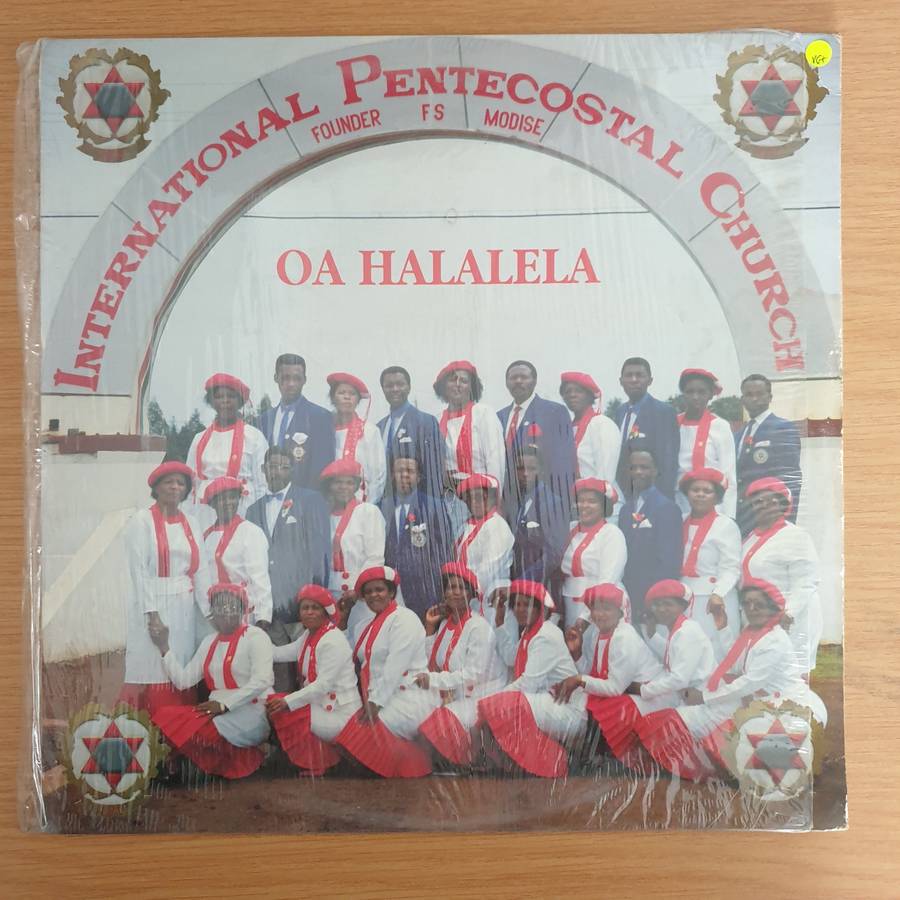 INTERNATIONAL PENTECOSTAL CHURCH
FOUNDER FS MODISE
OA HALALELA
VG+